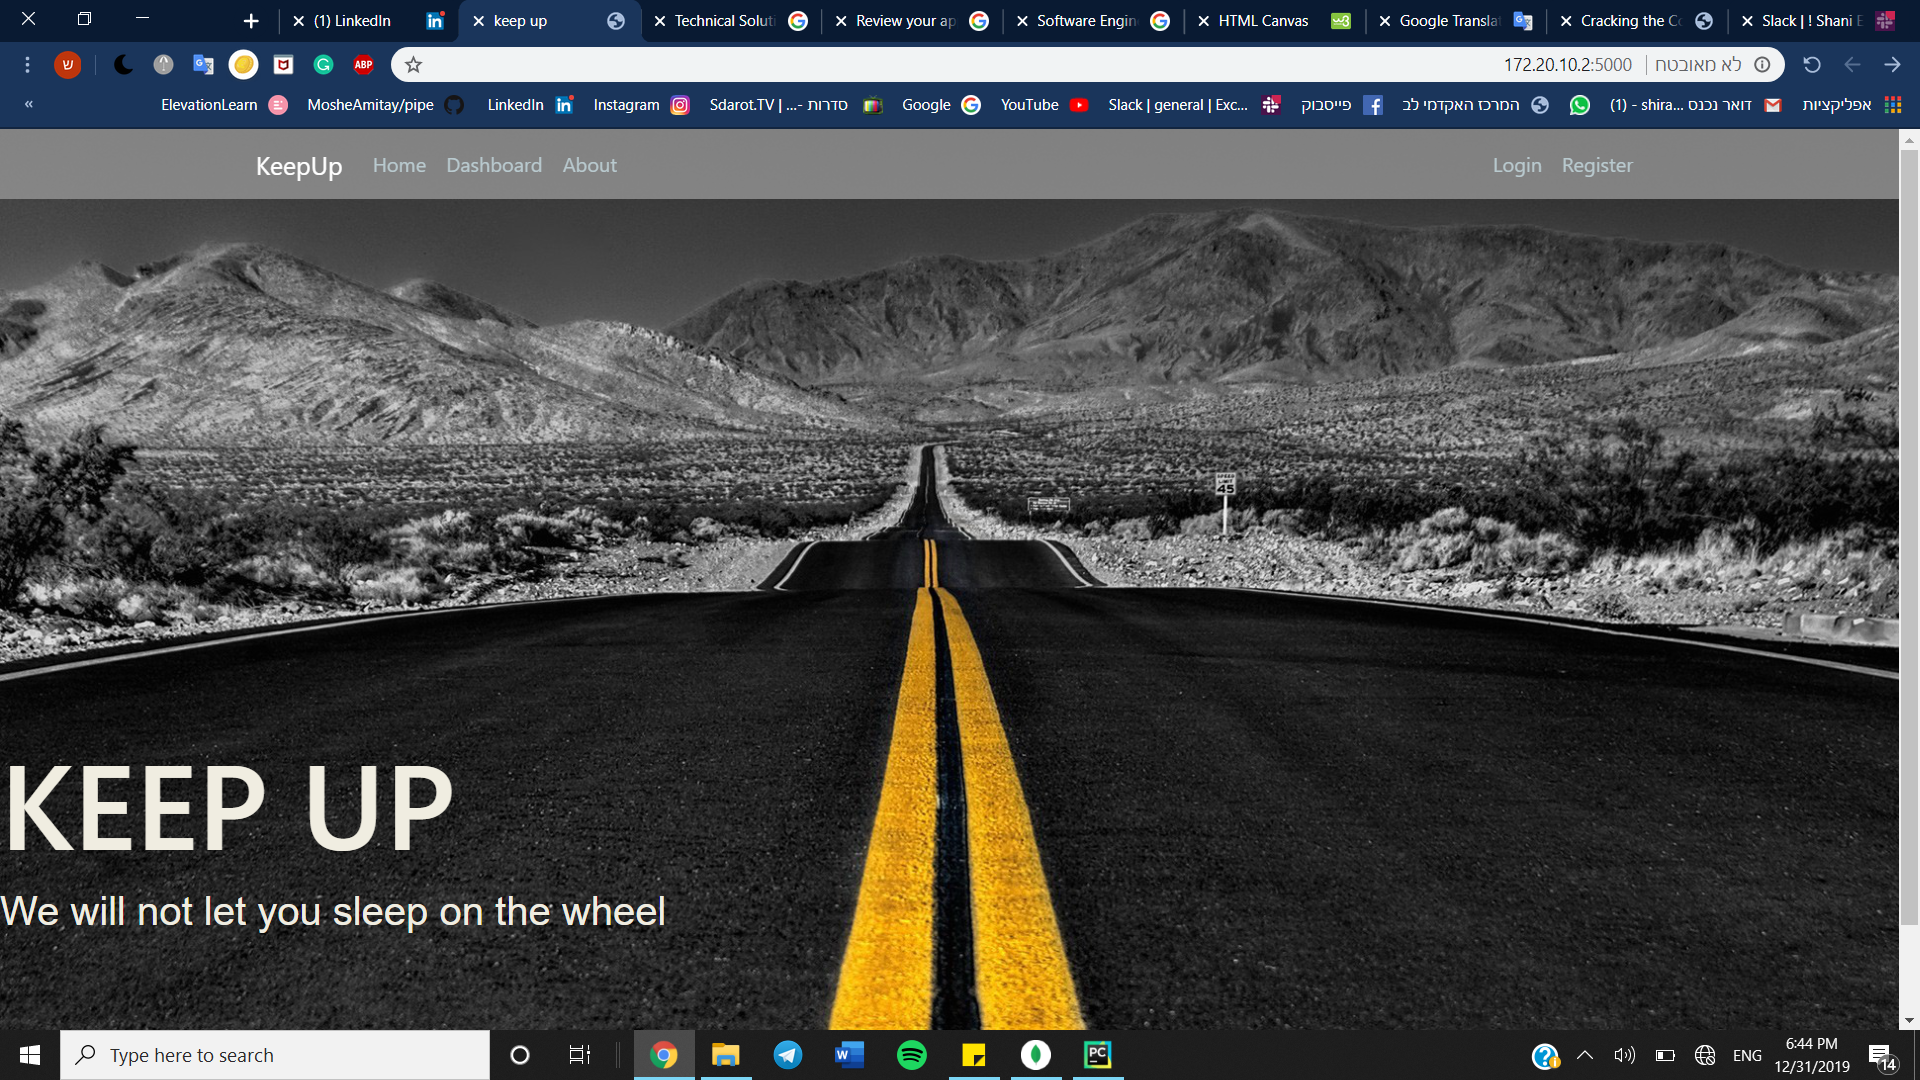 (1) LinkedIn
keep up
Technical Soluti
Review your ap
Software Engin
HTML Canvas
Google Translat
Cracking the Co
Slack | ! Shani E
ש
ABP
172.20.10.2:5000
לא מאובטח
«
ElevationLearn
MosheAmitay/pipe
LinkedIn
Instagram
Sdarot.TV | ...- סדרות
Google
YouTube
Slack | general | Exc...
פייסבוק
המרכז האקדמי לב
דואר נכנס (1) - shira...
אפליקציות
KeepUp
Home
Dashboard
About
Login
Register
45
KEEP UP
We will not let you sleep on the wheel
Type here to search
PC
ENG
6:44 PM
12/31/2019
14